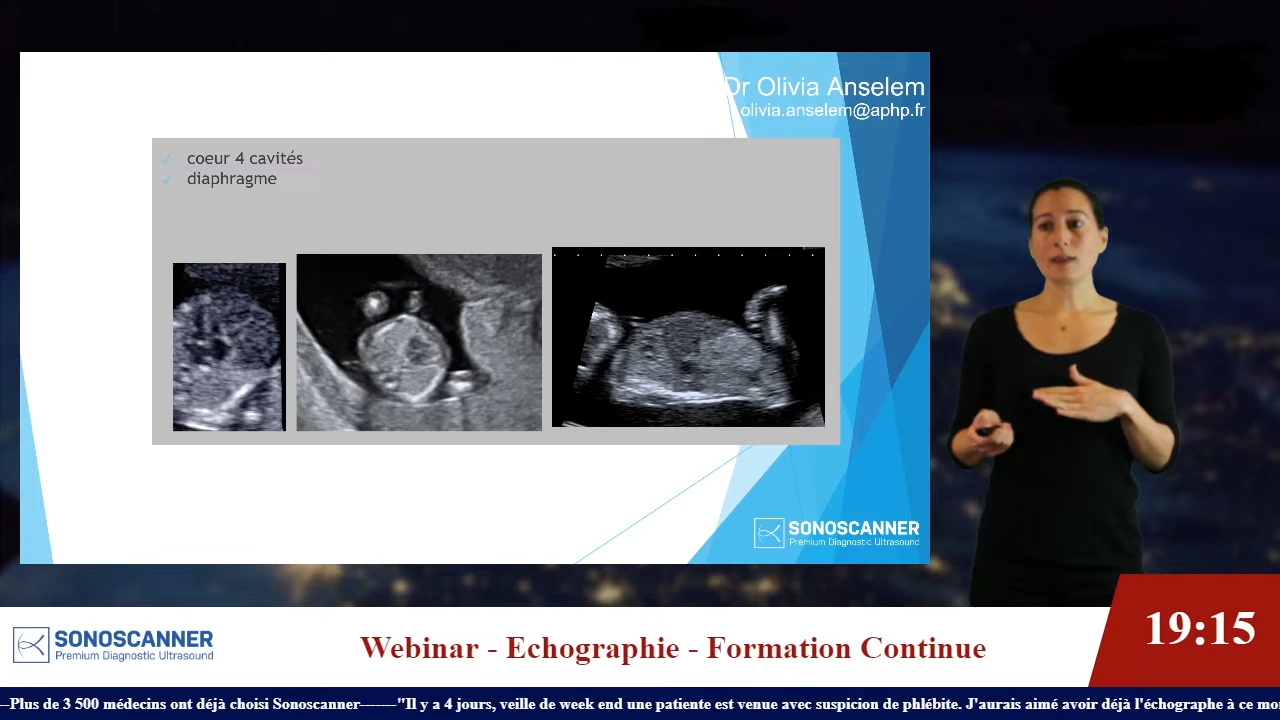 Dr Olivia Anselem
olivia.anselem@aphp.fr
✓ coeur 4 cavités
✓ diaphragme
SONOSCANNER
Premium Diagnostic Ultrasound
SONOSCANNER
Premium Diagnostic Ultrasound
Webinar - Echographie - Formation Continue
19:15
--Plus de 3 500 médecins ont déjà choisi Sonoscanner-------"Il y a 4 jours, veille de week end une patiente est venue avec suspicion de phlébite. J'aurais aimé avoir déjà l'échographe à ce mo